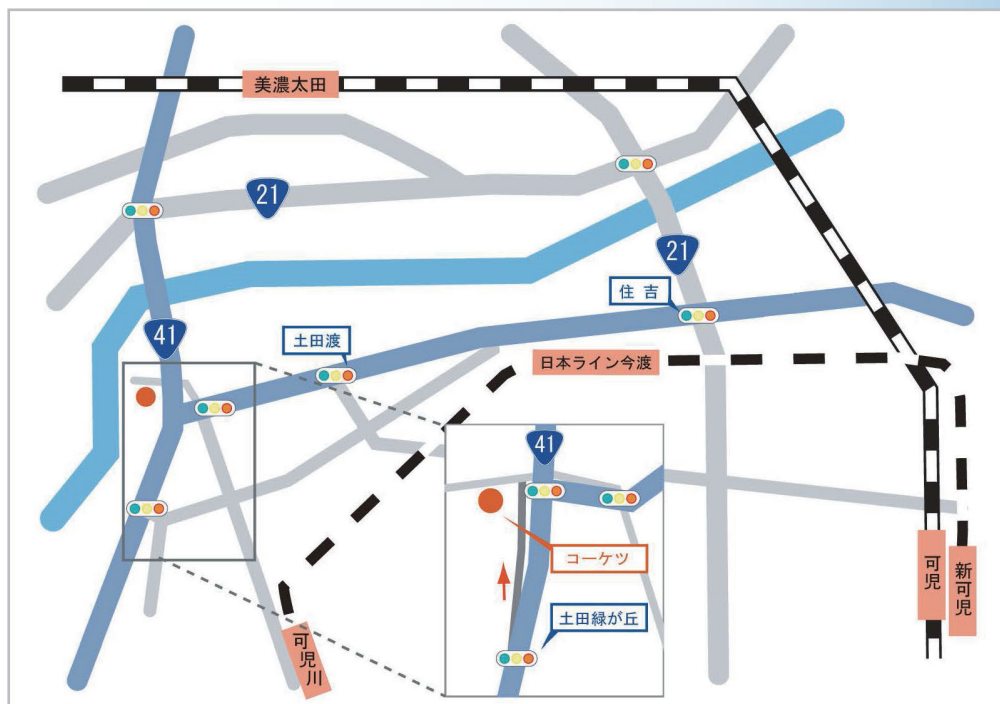 美濃太田
21
21
住吉
41
土田渡
日本ライン今渡
41
コーケツ
可児
新可児
土田緑が丘
可児川